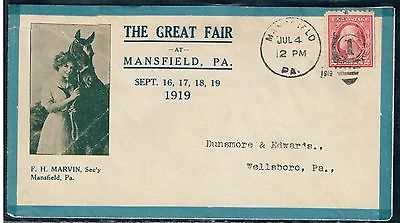 THE GREAT FAIR
AT
MANSFIELD, PA.
SEPT. 16, 17, 18, 19
1919
MANSFIELD
JUL 4
12 PM
PA.
1919
1
F. H. MARVIN, Sec'y
Mansfield, Pa.
Dunsmore & Edwards.,
Wellsboro, Pa.,